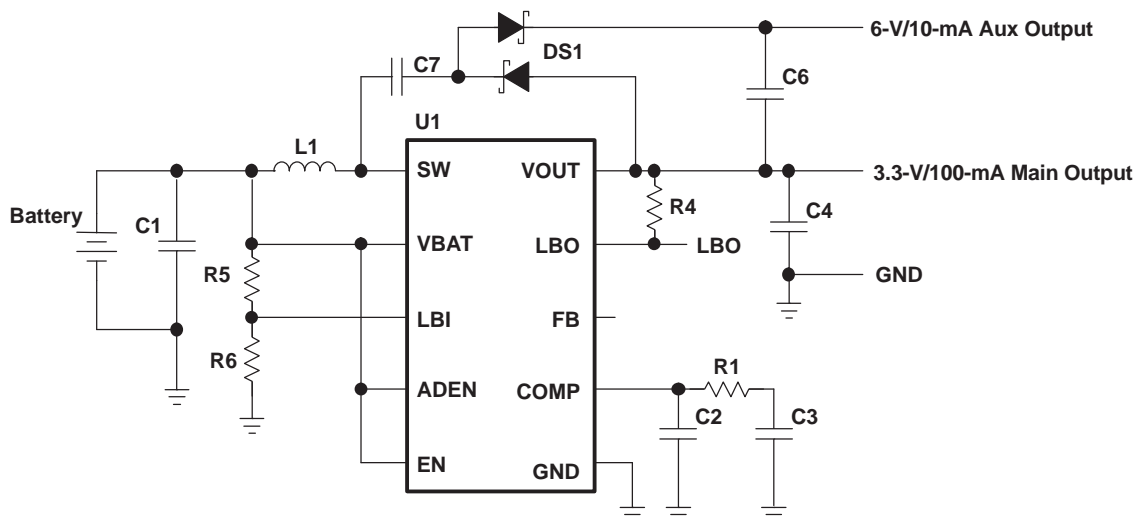 6-V/10-mA Aux Output
DS1
C7
C6
U1
L1
SW
VOUT
3.3-V/100-mA Main Output
R4
C4
Battery
C1
VBAT
LBO
LBO
R5
GND
LBI
FB
R6
R1
ADEN
COMP
C2
C3
EN
GND